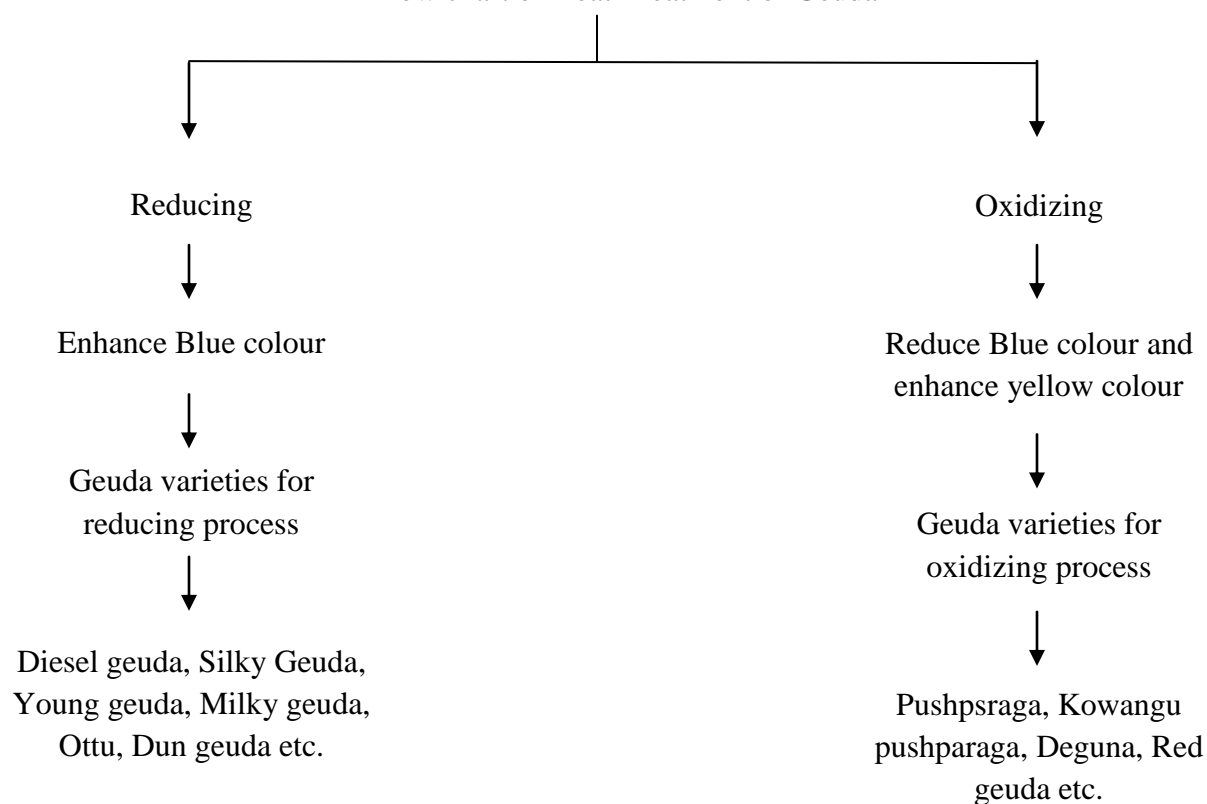 Reducing
Oxidizing
Enhance Blue colour
Reduce Blue colour and
enhance yellow colour
Geuda varieties for
reducing process
Geuda varieties for
oxidizing process
Diesel geuda, Silky Geuda,
Young geuda, Milky geuda,
Ottu, Dun geuda etc.
Pushpsraga, Kowangu
pushparaga, Deguna, Red
geuda etc.